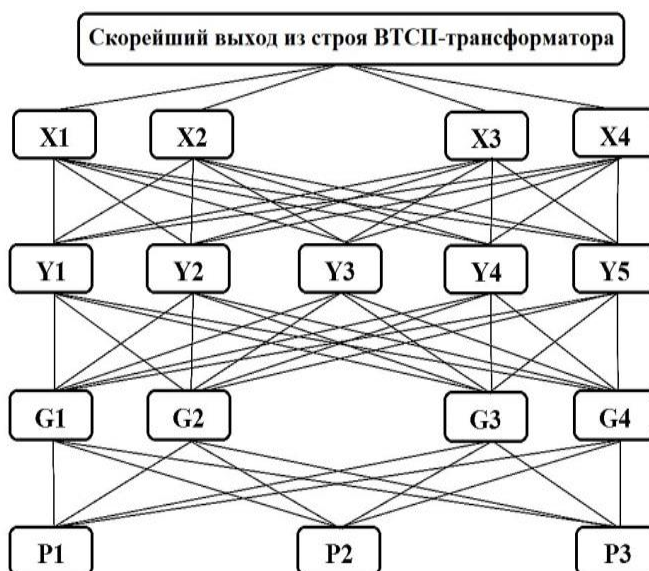 Скорейший выход из строя ВТСП-трансформатора
X1 X2 X3 X4
Y1 Y2 Y3 Y4 Y5
G1 G2 G3 G4
P1 P2 P3